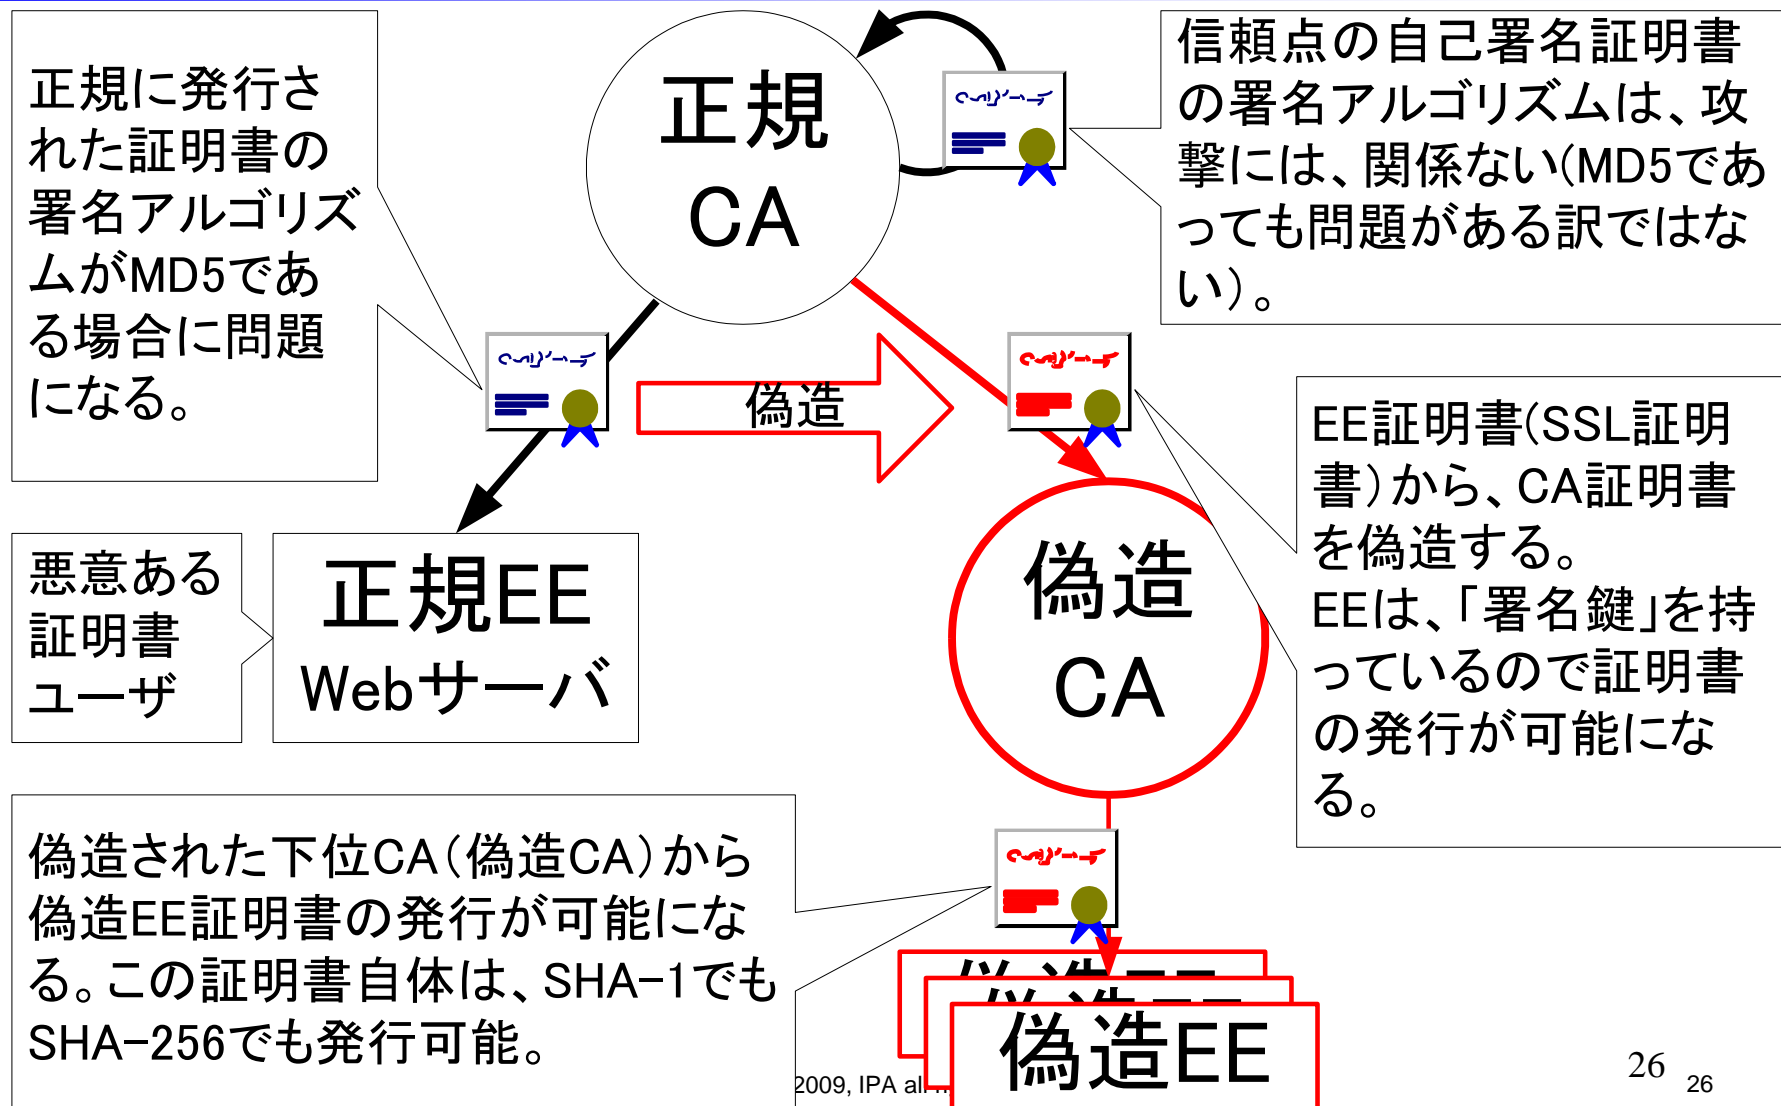 正規に発行さ
れた証明書の
署名アルゴリズ
ムがMD5であ
る場合に問題
になる。
正規
CA
信頼点の自己署名証明書
の署名アルゴリズムは、攻
撃には、関係ない(MD5であ
っても問題がある訳ではな
い）。
偽造
EE証明書(SSL証明
書）から、CA証明書
を偽造する。
EEは、「署名鍵」を持
っているので証明書
の発行が可能にな
る。
悪意ある
証明書
ユーザ
正規EE
Webサーバ
偽造
CA
偽造された下位CA（偽造CA）から
偽造EE証明書の発行が可能にな
る。この証明書自体は、SHA-1でも
SHA-256でも発行可能。
偽造EE
偽造EE
偽造EE
2009, IPA all
26
26